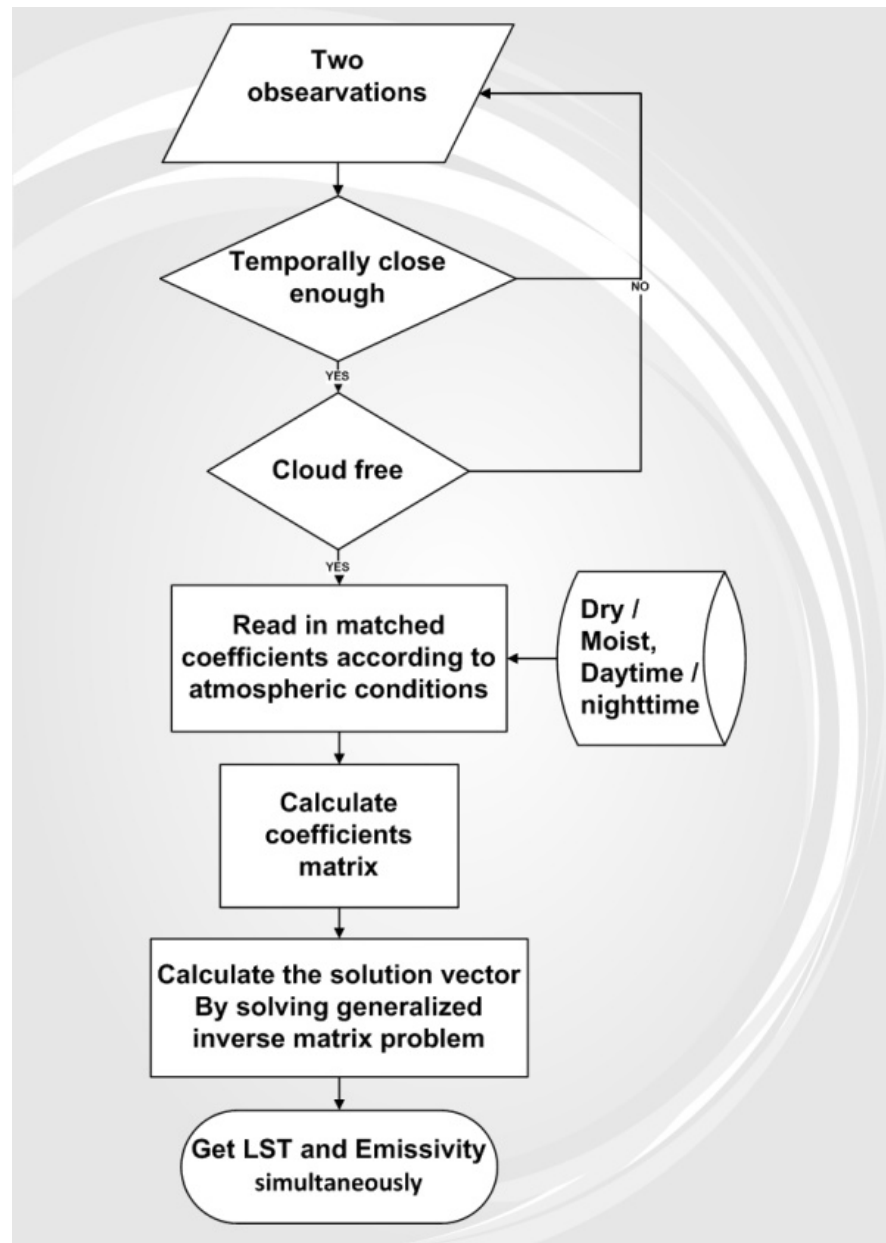 Two
obsearvations
Temporally close
enough
NO
YES
Cloud free
YES
Read in matched
coefficients according to
atmospheric conditions
Dry /
Moist,
Daytime /
nighttime
Calculate
coefficients
matrix
Calculate the solution vector
By solving generalized
inverse matrix problem
Get LST and Emissivity
simultaneously